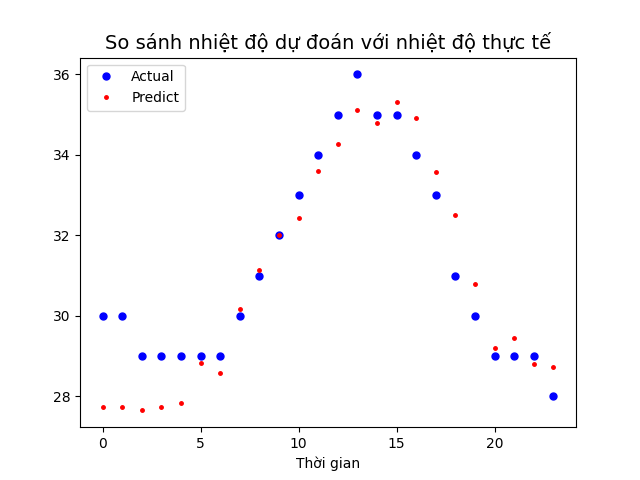 So sánh nhiệt độ dự đoán với nhiệt độ thực tế
Actual
Predict
36
34
32
30
28
0
5
10
15
20
Thời gian